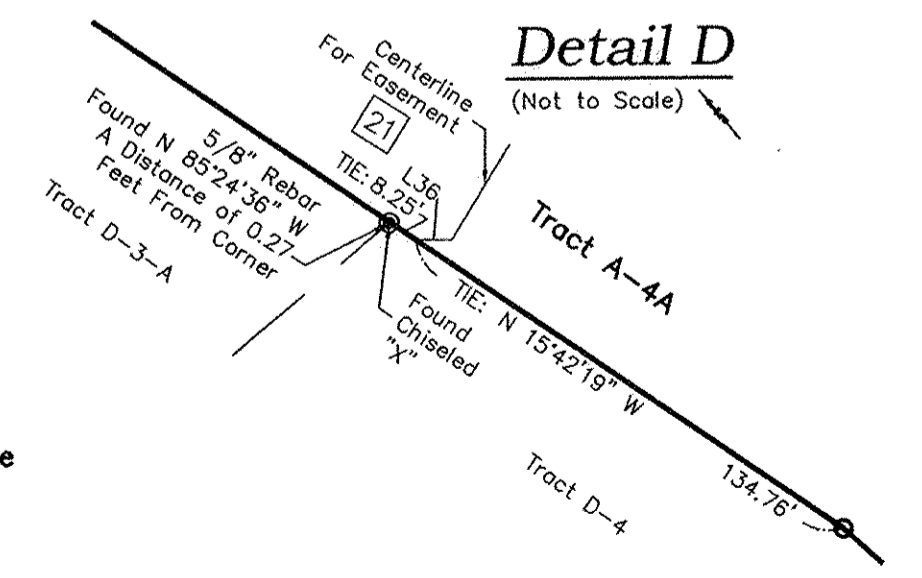 Detail D
(Not to Scale)
Centerline
For Easement
21
L36
TIE: 8.25'
5/8" Rebar
Found N 85°24'36" W
A Distance of 0.27
Feet From Corner
Tract D-3-A
Tract A-4A
Found
Chiseled
"X"
TIE: N 15°42'19" W
134.76'
Tract D-4
e